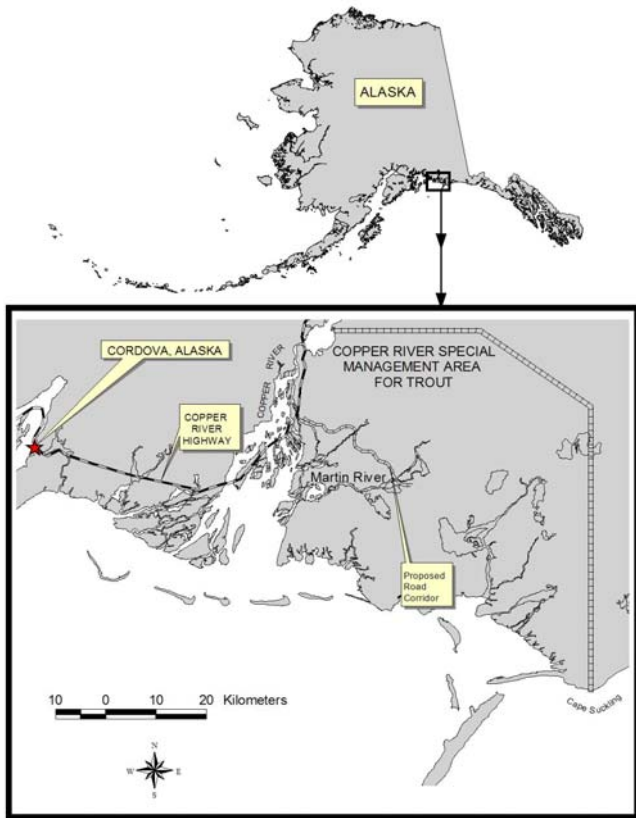 ALASKA
CORDOVA, ALASKA
COPPER RIVER
COPPER RIVER SPECIAL
MANAGEMENT AREA
FOR TROUT
COPPER
RIVER
HIGHWAY
Martin River
Proposed
Road
Corridor
Cape Suckling
10 0 10 20 Kilometers
N
W E
S